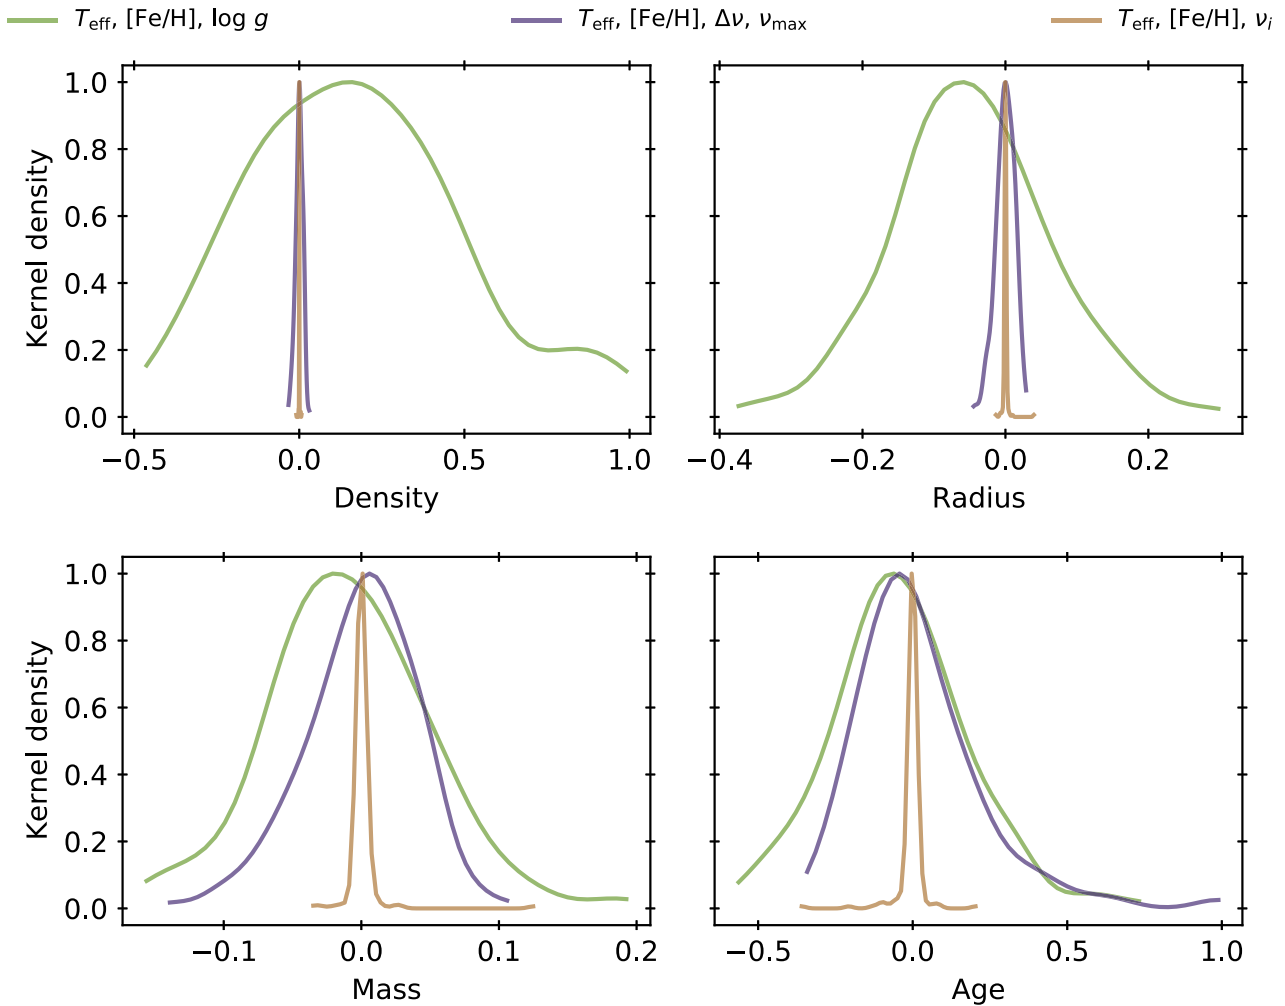 T_eff, [Fe/H], log g
T_eff, [Fe/H], Δν, ν_max
T_eff, [Fe/H], ν_i
1.0
0.8
0.6
0.4
0.2
0.0
Kernel density
−0.5 0.0 0.5 1.0
Density
−0.4 −0.2 0.0 0.2
Radius
1.0
0.8
0.6
0.4
0.2
0.0
Kernel density
−0.1 0.0 0.1 0.2
Mass
−0.5 0.0 0.5 1.0
Age